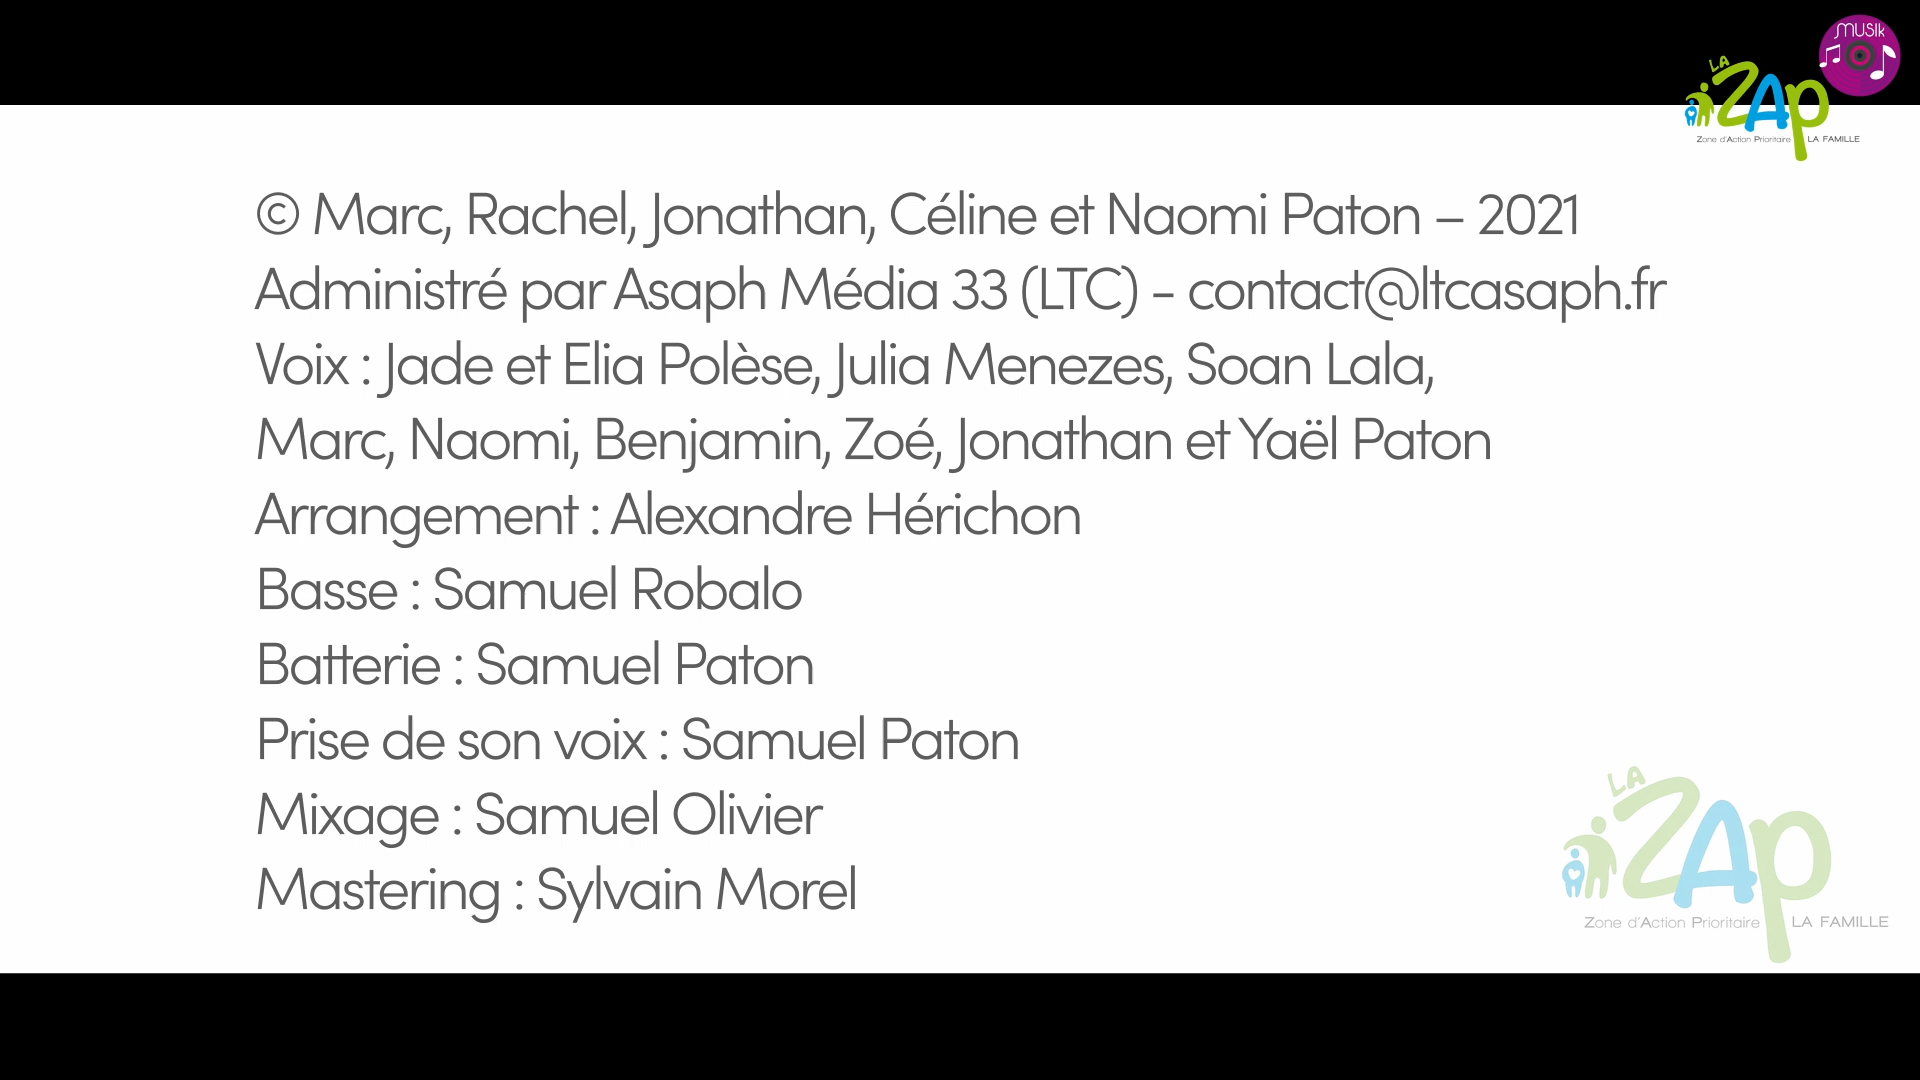 musik
LA
ZAp
Zone d'Action Prioritaire LA FAMILLE
© Marc, Rachel, Jonathan, Céline et Naomi Paton – 2021
Administré par Asaph Média 33 (LTC) - contact@ltcasaph.fr
Voix : Jade et Elia Polèse, Julia Menezes, Soan Lala,
Marc, Naomi, Benjamin, Zoé, Jonathan et Yaël Paton
Arrangement : Alexandre Hérichon
Basse : Samuel Robalo
Batterie : Samuel Paton
Prise de son voix : Samuel Paton
Mixage : Samuel Olivier
Mastering : Sylvain Morel
LA
ZAp
Zone d'Action Prioritaire LA FAMILLE